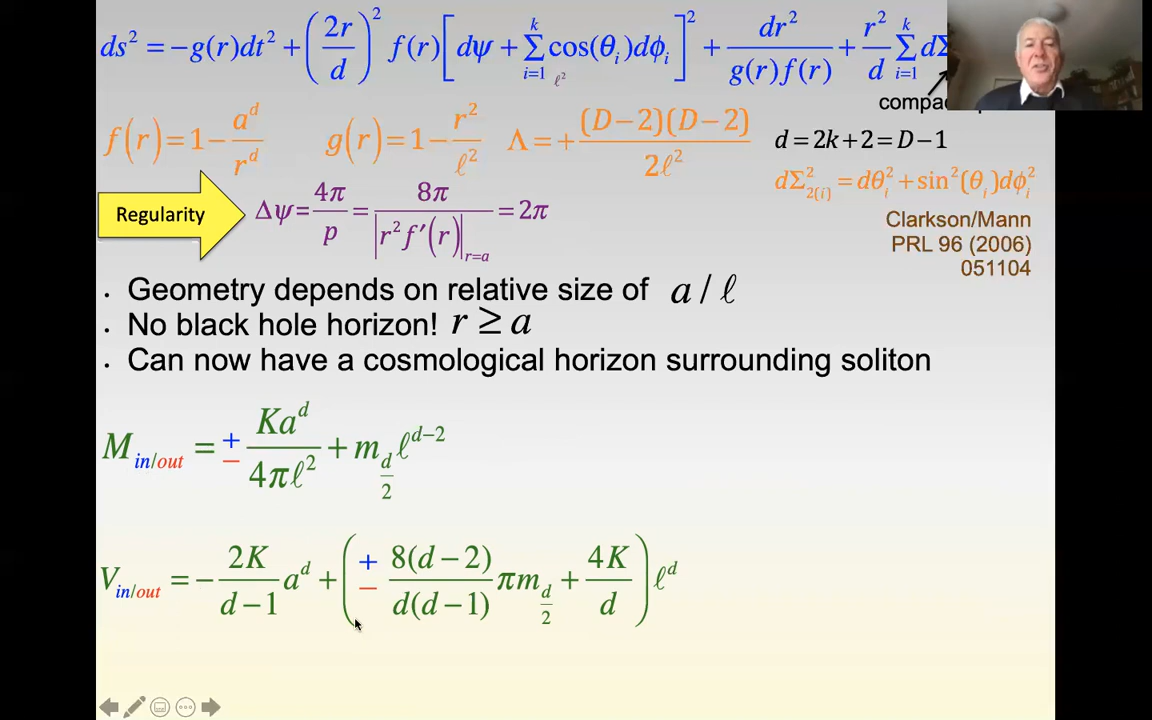 ds² = −g(r)dt² + (2r/d)² f(r)[dψ + ∑_{i=1}^{k} cos(θ_i)dϕ_i]² + dr²/(g(r)f(r)) + r²/d ∑_{i=1}^{k} dΣ
ℓ²
compac
f(r) = 1 − a^d/r^d   g(r) = 1 − r²/ℓ²   Λ = + (D−2)(D−2)/2ℓ²   d = 2k+2 = D−1
dΣ²_{2(i)} = dθ_i² + sin²(θ_i)dϕ_i²
Regularity
Δψ = 4π/p = 8π/|r² f′(r)|_{r=a} = 2π
Clarkson/Mann
PRL 96 (2006)
051104
• Geometry depends on relative size of a / ℓ
• No black hole horizon! r ≥ a
• Can now have a cosmological horizon surrounding soliton
M_{in/out} = +/− Ka^d/4πℓ² + m_{d/2} ℓ^{d−2}
V_{in/out} = − 2K/(d−1) a^d + (+/− 8(d−2)/d(d−1) πm_{d/2} + 4K/d) ℓ^d